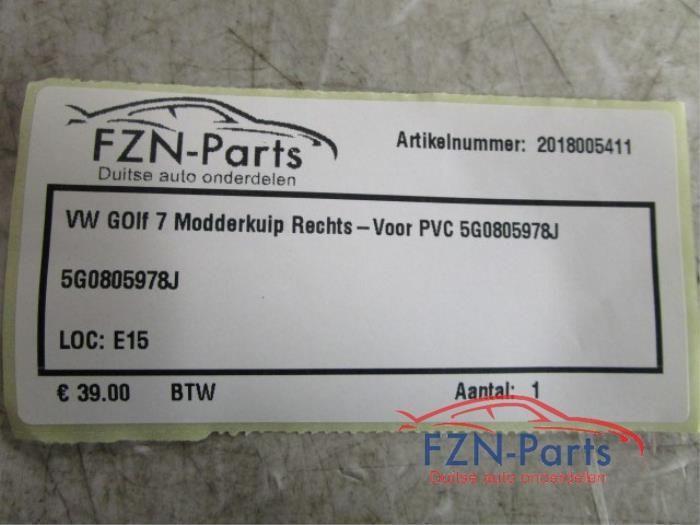 FZN-Parts
Duitse auto onderdelen
Artikelnummer: 2018005411
VW GOlf 7 Modderkuip Rechts-Voor PVC 5G0805978J
5G0805978J
LOC: E15
€ 39.00 BTW Aantal: 1
FZN-Parts
Duitse auto onderdelen